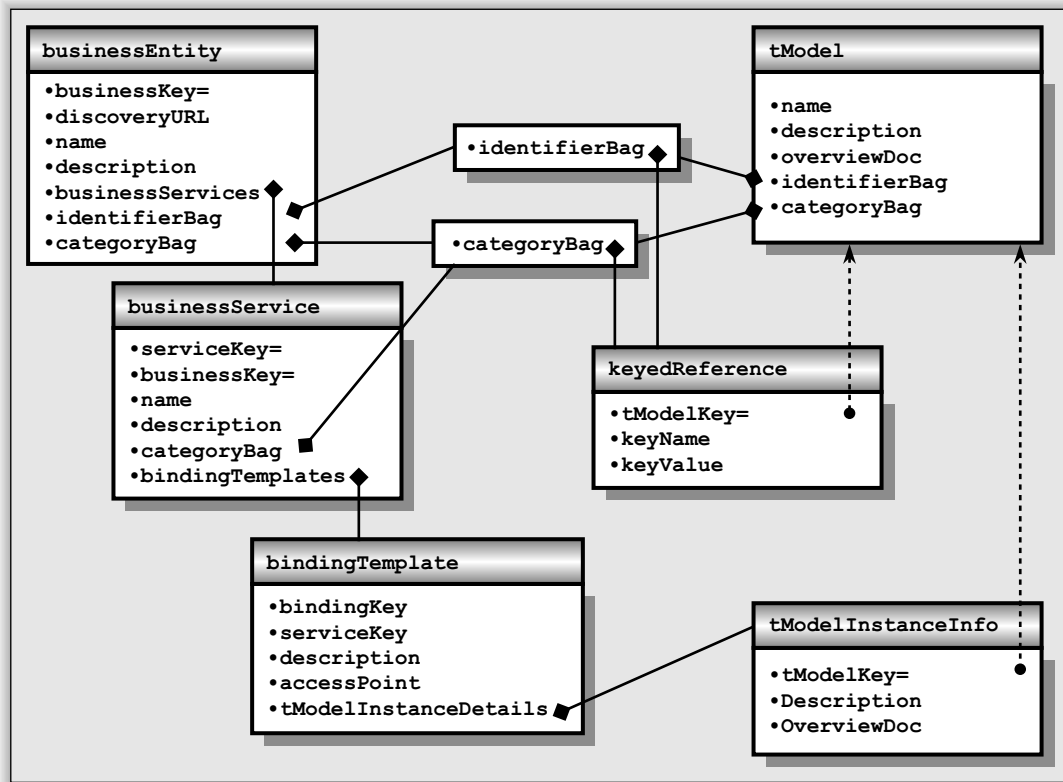 businessEntity
•businessKey=
•discoveryURL
•name
•description
•businessServices
•identifierBag
•categoryBag
•identifierBag
•categoryBag
tModel
•name
•description
•overviewDoc
•identifierBag
•categoryBag
businessService
•serviceKey=
•businessKey=
•name
•description
•categoryBag
•bindingTemplates
keyedReference
•tModelKey=
•keyName
•keyValue
bindingTemplate
•bindingKey
•serviceKey
•description
•accessPoint
•tModelInstanceDetails
tModelInstanceInfo
•tModelKey=
•Description
•OverviewDoc